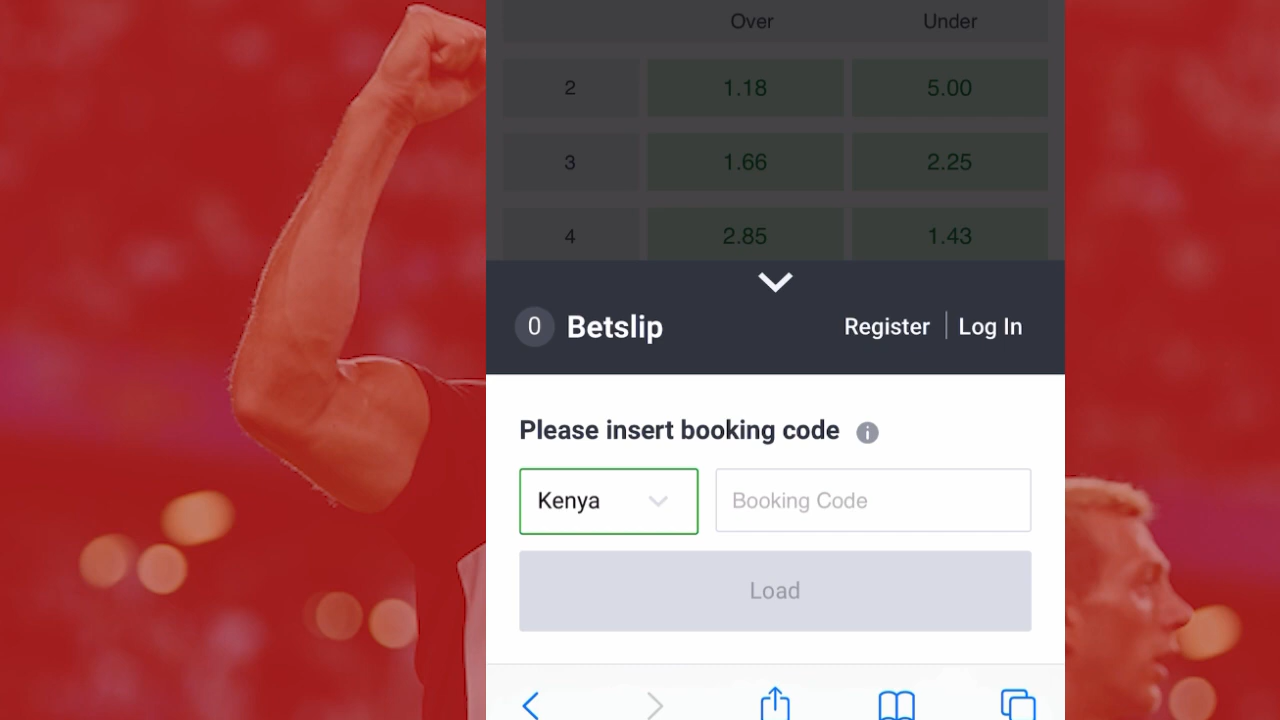 Over Under
2 1.18 5.00
3 1.66 2.25
4 2.85 1.43
0 Betslip Register Log In
Please insert booking code
Kenya Booking Code
Load